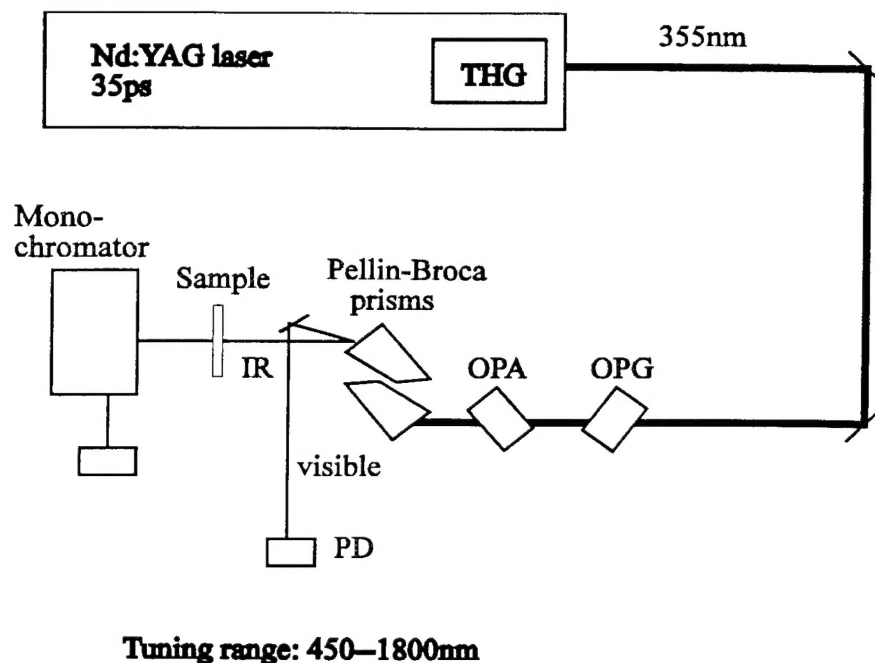 Nd:YAG laser
35ps
THG
355nm
Mono-
chromator
Sample
Pellin-Broca
prisms
IR
OPA
OPG
visible
PD
Tuning range: 450–1800nm